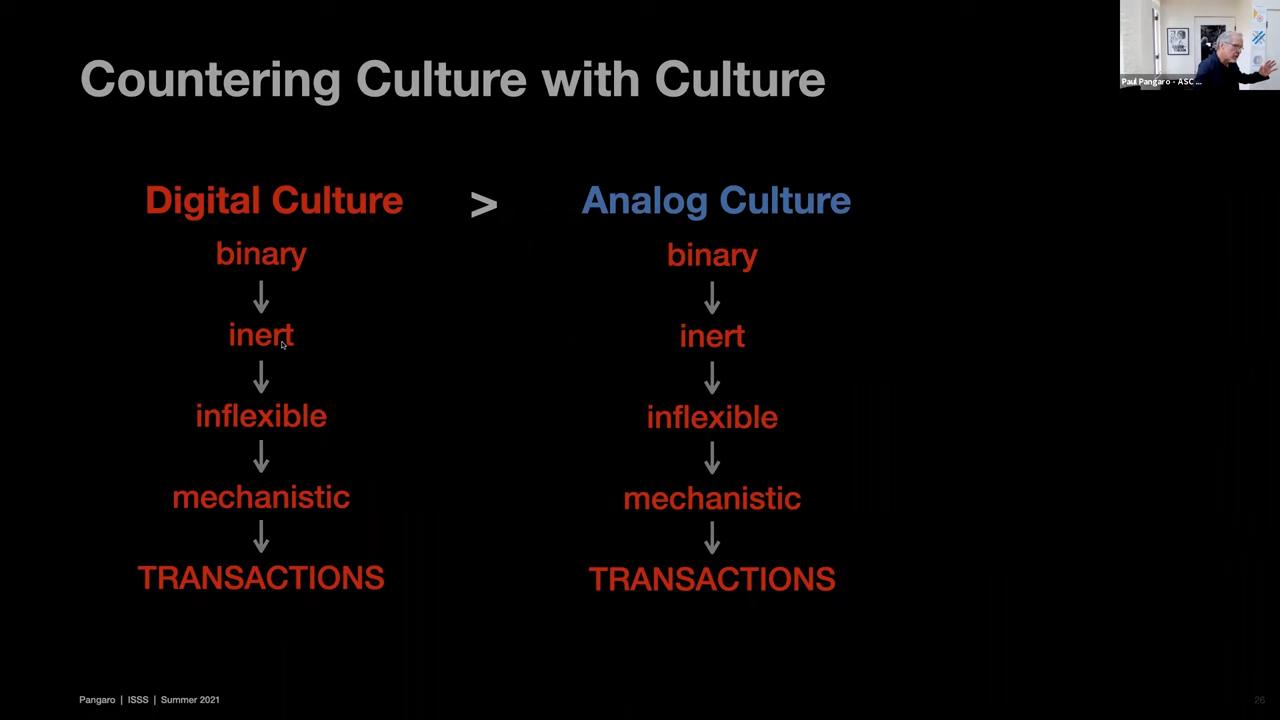 Countering Culture with Culture
Paul Pangaro - ASC ...
Digital Culture > Analog Culture
binary binary
inert inert
inflexible inflexible
mechanistic mechanistic
TRANSACTIONS TRANSACTIONS
Pangaro | ISSS | Summer 2021
26